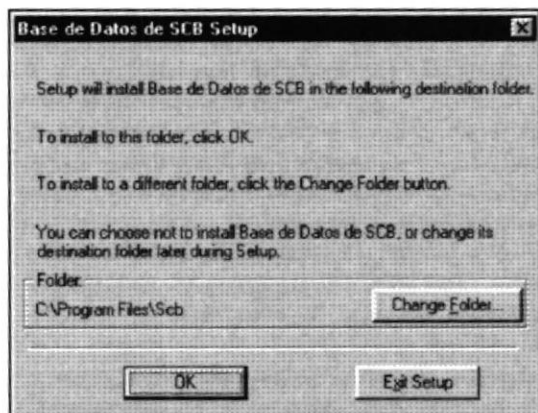 Base de Datos de SCB Setup
Setup will install Base de Datos de SCB in the following destination folder.
To install to this folder, click OK.
To install to a different folder, click the Change Folder button.
You can choose not to install Base de Datos de SCB, or change its
destination folder later during Setup.
Folder:
C:\Program Files\Scb
Change Folder...
OK
Exit Setup